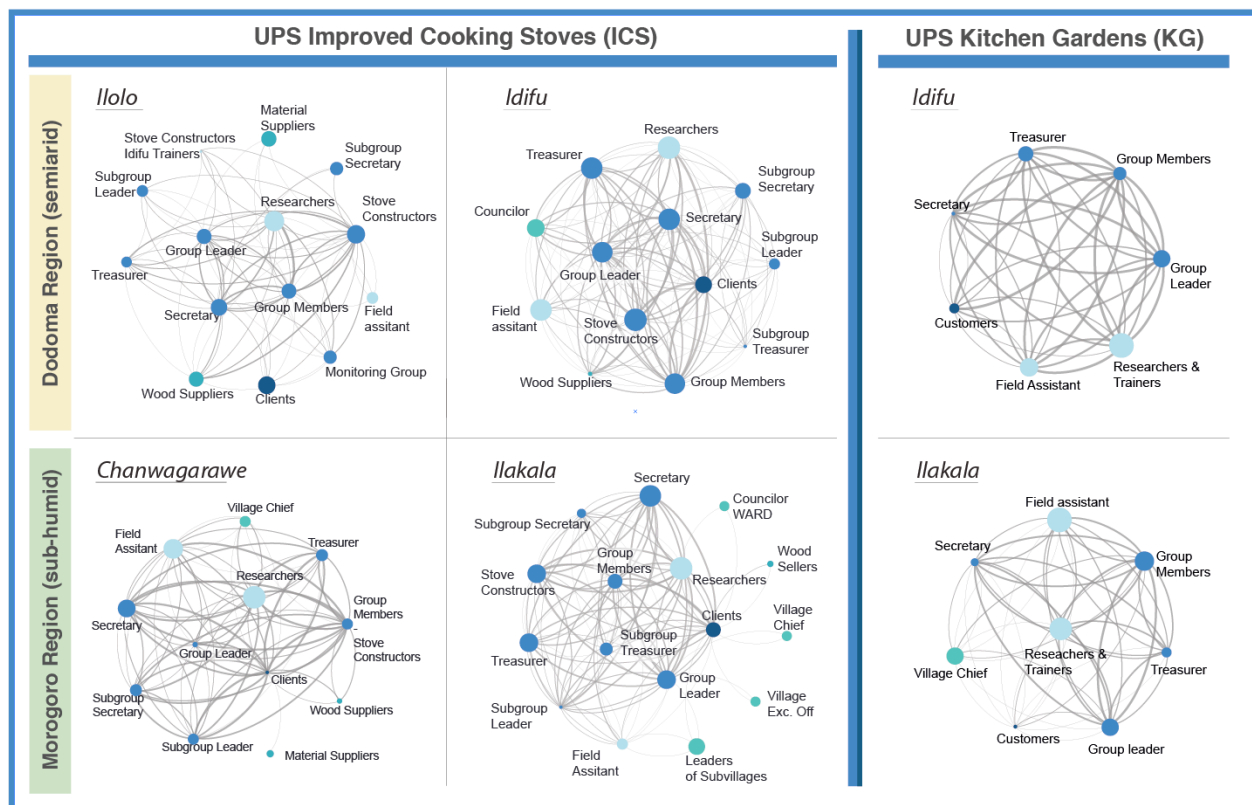 UPS Improved Cooking Stoves (ICS)
UPS Kitchen Gardens (KG)
Dodoma Region (semiarid)
Ilolo
Material
Suppliers
Stove Constructors
Idifu Trainers
Subgroup
Secretary
Subgroup
Leader
Researchers
Stove
Constructors
Group Leader
Treasurer
Secretary
Group Members
Field
assitant
Monitoring Group
Wood Suppliers
Clients
Idifu
Researchers
Treasurer
Subgroup
Secretary
Councilor
Secretary
Subgroup
Leader
Group Leader
Clients
Field
assitant
Stove
Constructors
Subgroup
Treasurer
Wood Suppliers
Group Members
x
Idifu
Treasurer
Group Members
Secretary
Group
Leader
Customers
Researchers &
Trainers
Field Assistant
Morogoro Region (sub-humid)
Chanwagarawe
Village Chief
Field
Assitant
Treasurer
Researchers
Group
Members
-
Stove
Constructors
Secretary
Group Leader
Clients
Subgroup
Secretary
Wood Suppliers
Subgroup Leader
Material Suppliers
Ilakala
Secretary
Councilor
WARD
Subgroup Secretary
Group
Members
Wood
Sellers
Stove
Constructors
Researchers
Clients
Village
Chief
Subgroup
Treasurer
Treasurer
Group
Leader
Village
Exc. Off
Subgroup
Leader
Field
Assitant
Leaders
of Subvillages
Ilakala
Field assistant
Secretary
Group
Members
Reseachers &
Trainers
Village Chief
Treasurer
Customers
Group leader